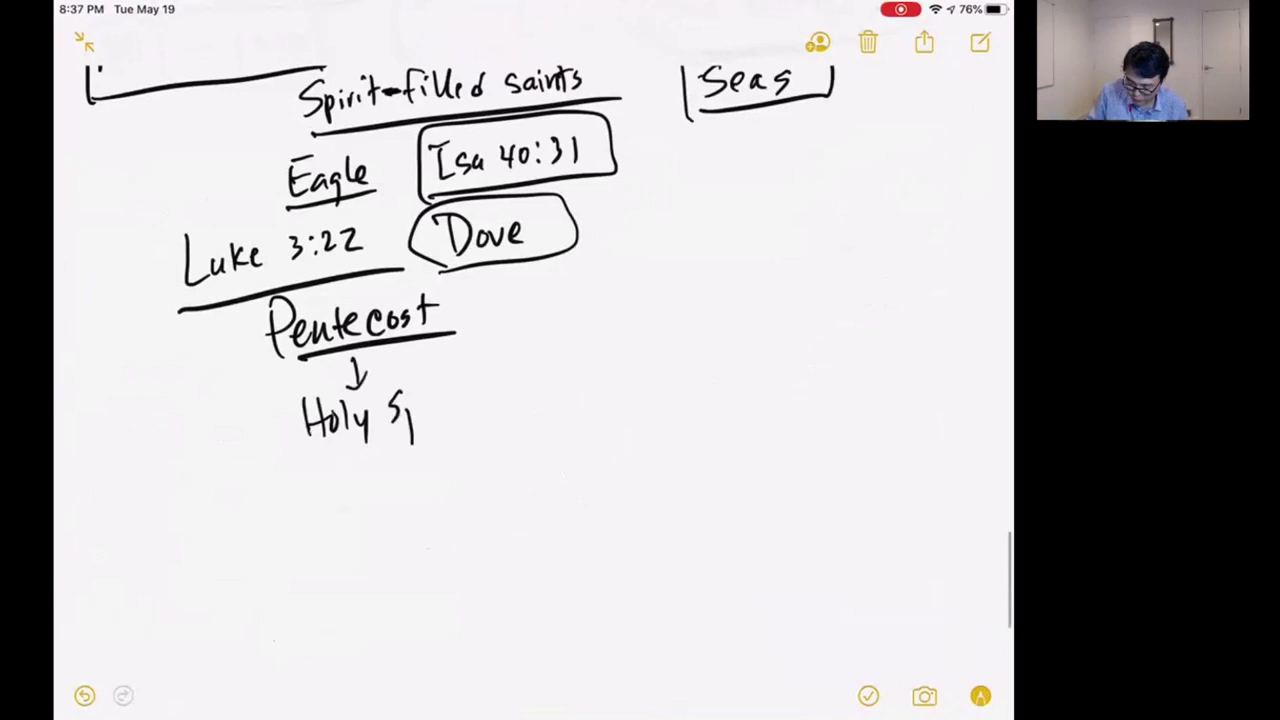 8:37 PM Tue May 19
76%
Spirit-filled saints
Seas
Eagle Isa 40:31
Luke 3:22 Dove
Pentecost
Holy